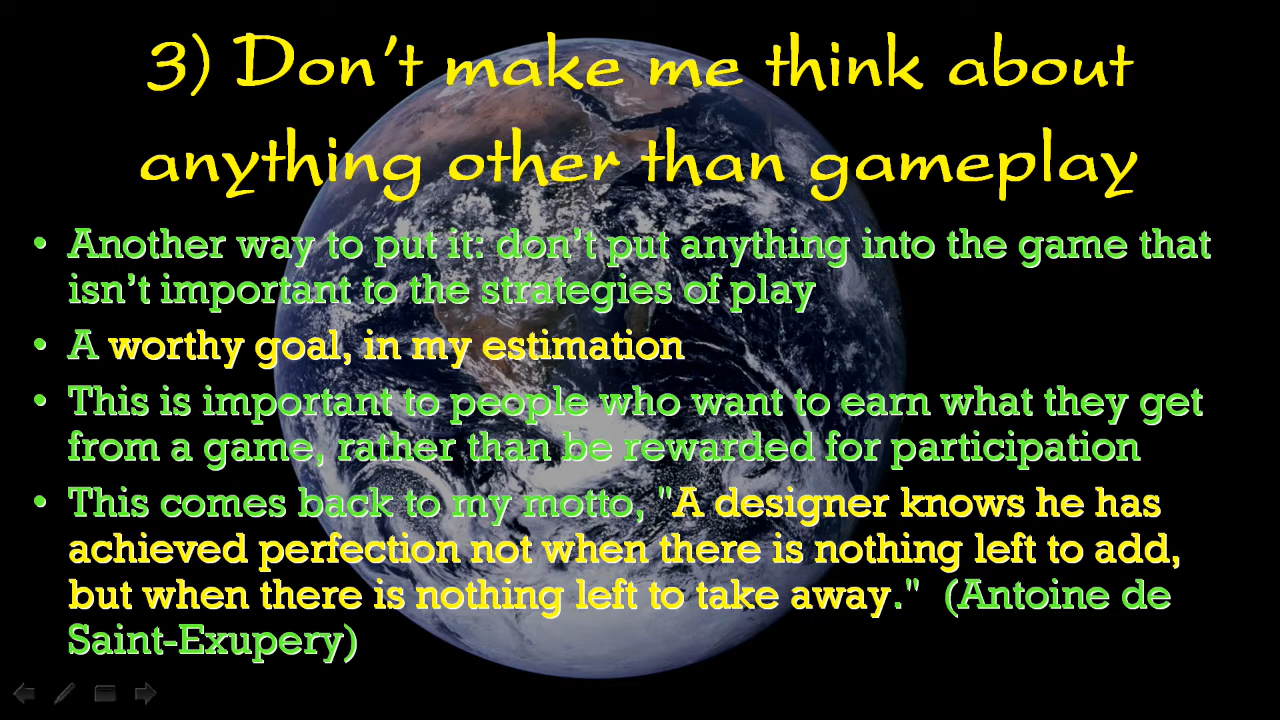 3) Don't make me think about
anything other than gameplay
• Another way to put it: don't put anything into the game that
isn't important to the strategies of play
• A worthy goal, in my estimation
• This is important to people who want to earn what they get
from a game, rather than be rewarded for participation
• This comes back to my motto, "A designer knows he has
achieved perfection not when there is nothing left to add,
but when there is nothing left to take away."  (Antoine de
Saint-Exupery)